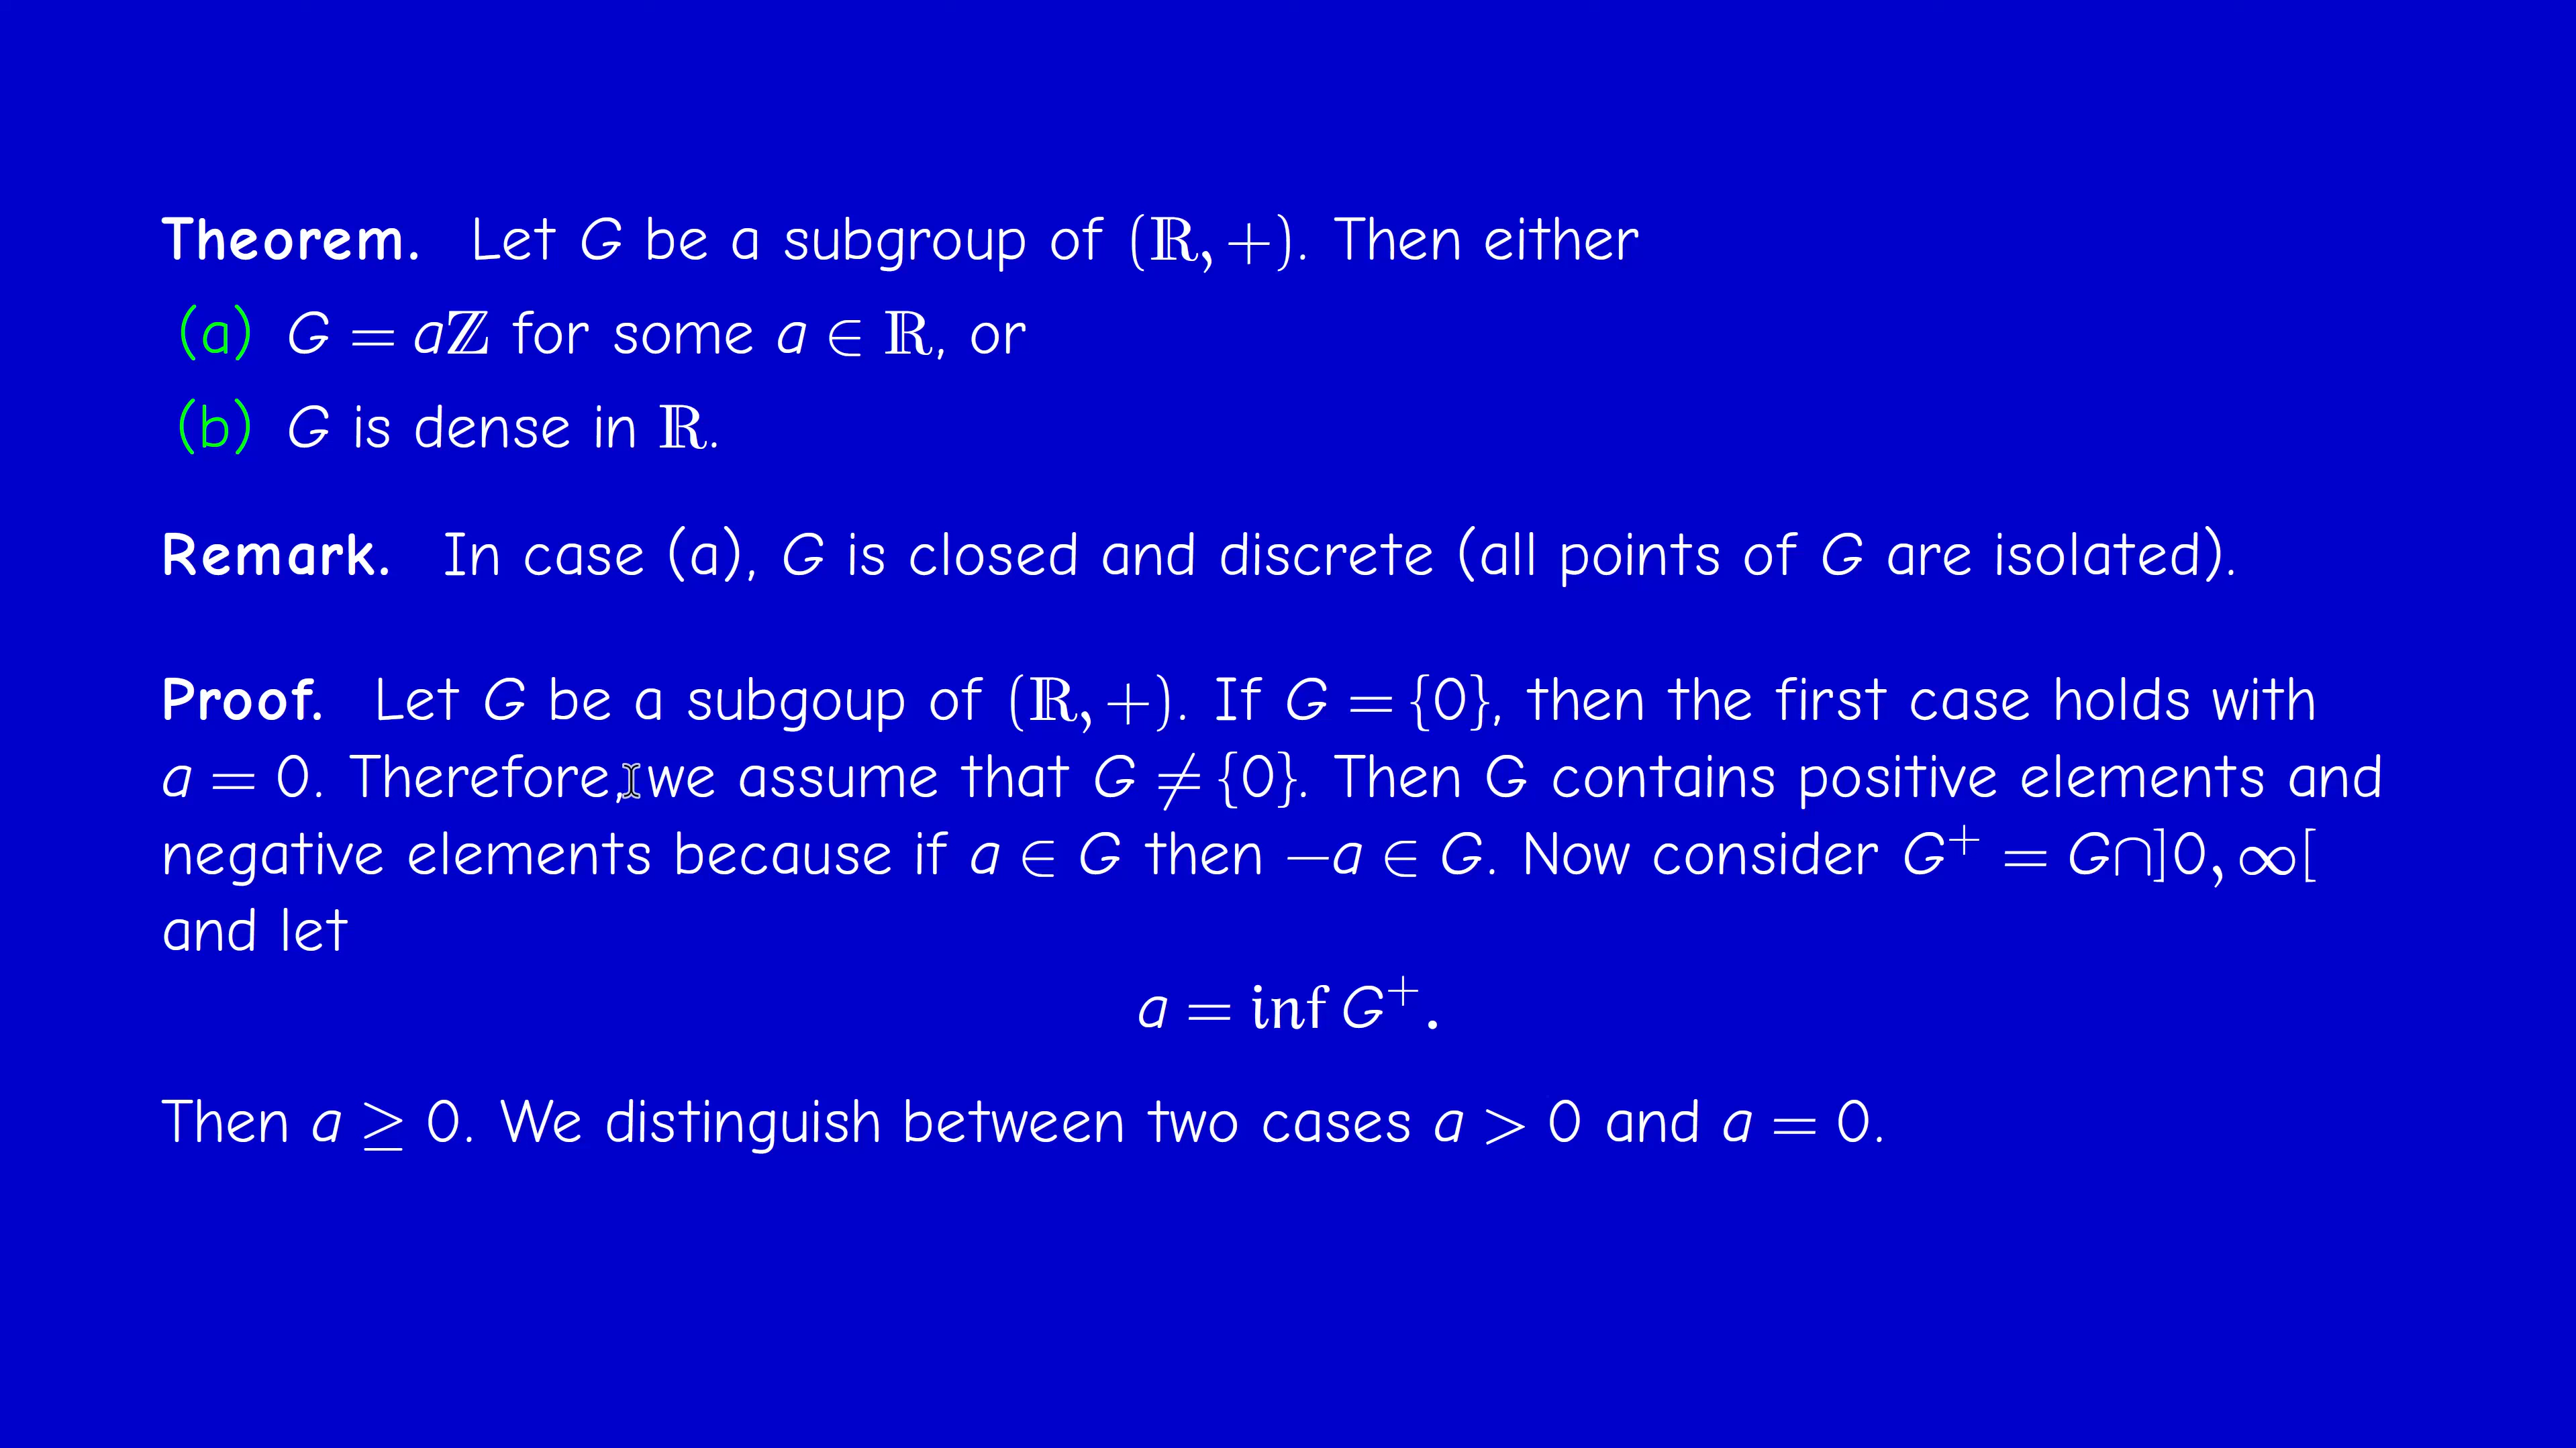 Theorem. Let G be a subgroup of (ℝ, +). Then either
(a) G = aℤ for some a ∈ ℝ, or
(b) G is dense in ℝ.
Remark. In case (a), G is closed and discrete (all points of G are isolated).
Proof. Let G be a subgoup of (ℝ, +). If G = {0}, then the first case holds with
a = 0. Therefore, we assume that G ≠ {0}. Then G contains positive elements and
negative elements because if a ∈ G then −a ∈ G. Now consider G⁺ = G∩]0, ∞[
and let
a = inf G⁺.
Then a ≥ 0. We distinguish between two cases a > 0 and a = 0.